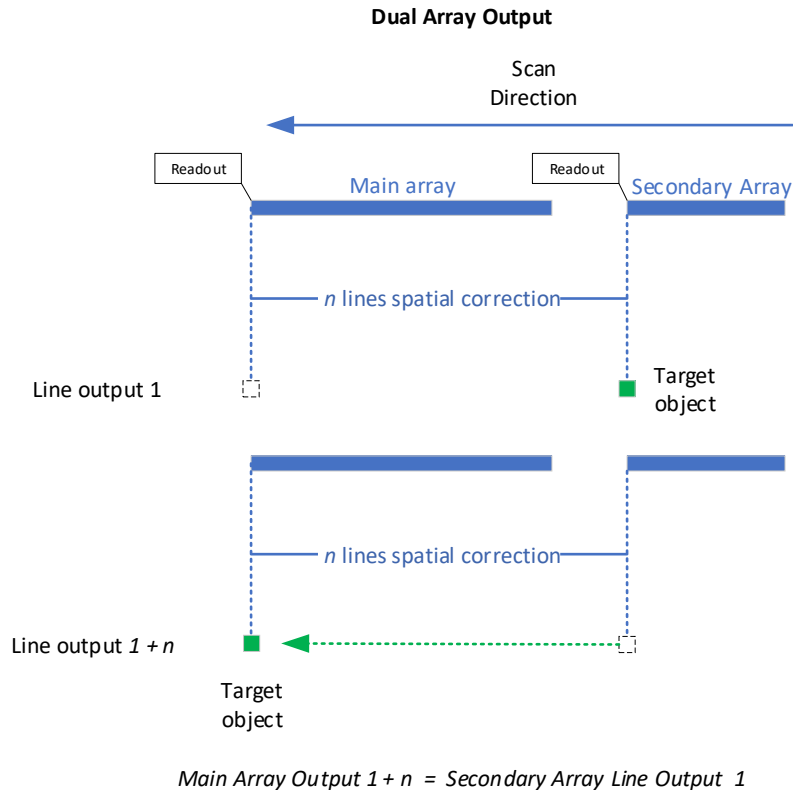 Dual Array Output
Scan
Direction
Readout
Readout
Main array
Secondary Array
n lines spatial correction
Line output 1
Target
object
n lines spatial correction
Line output 1 + n
Target
object
Main Array Output 1 + n = Secondary Array Line Output 1